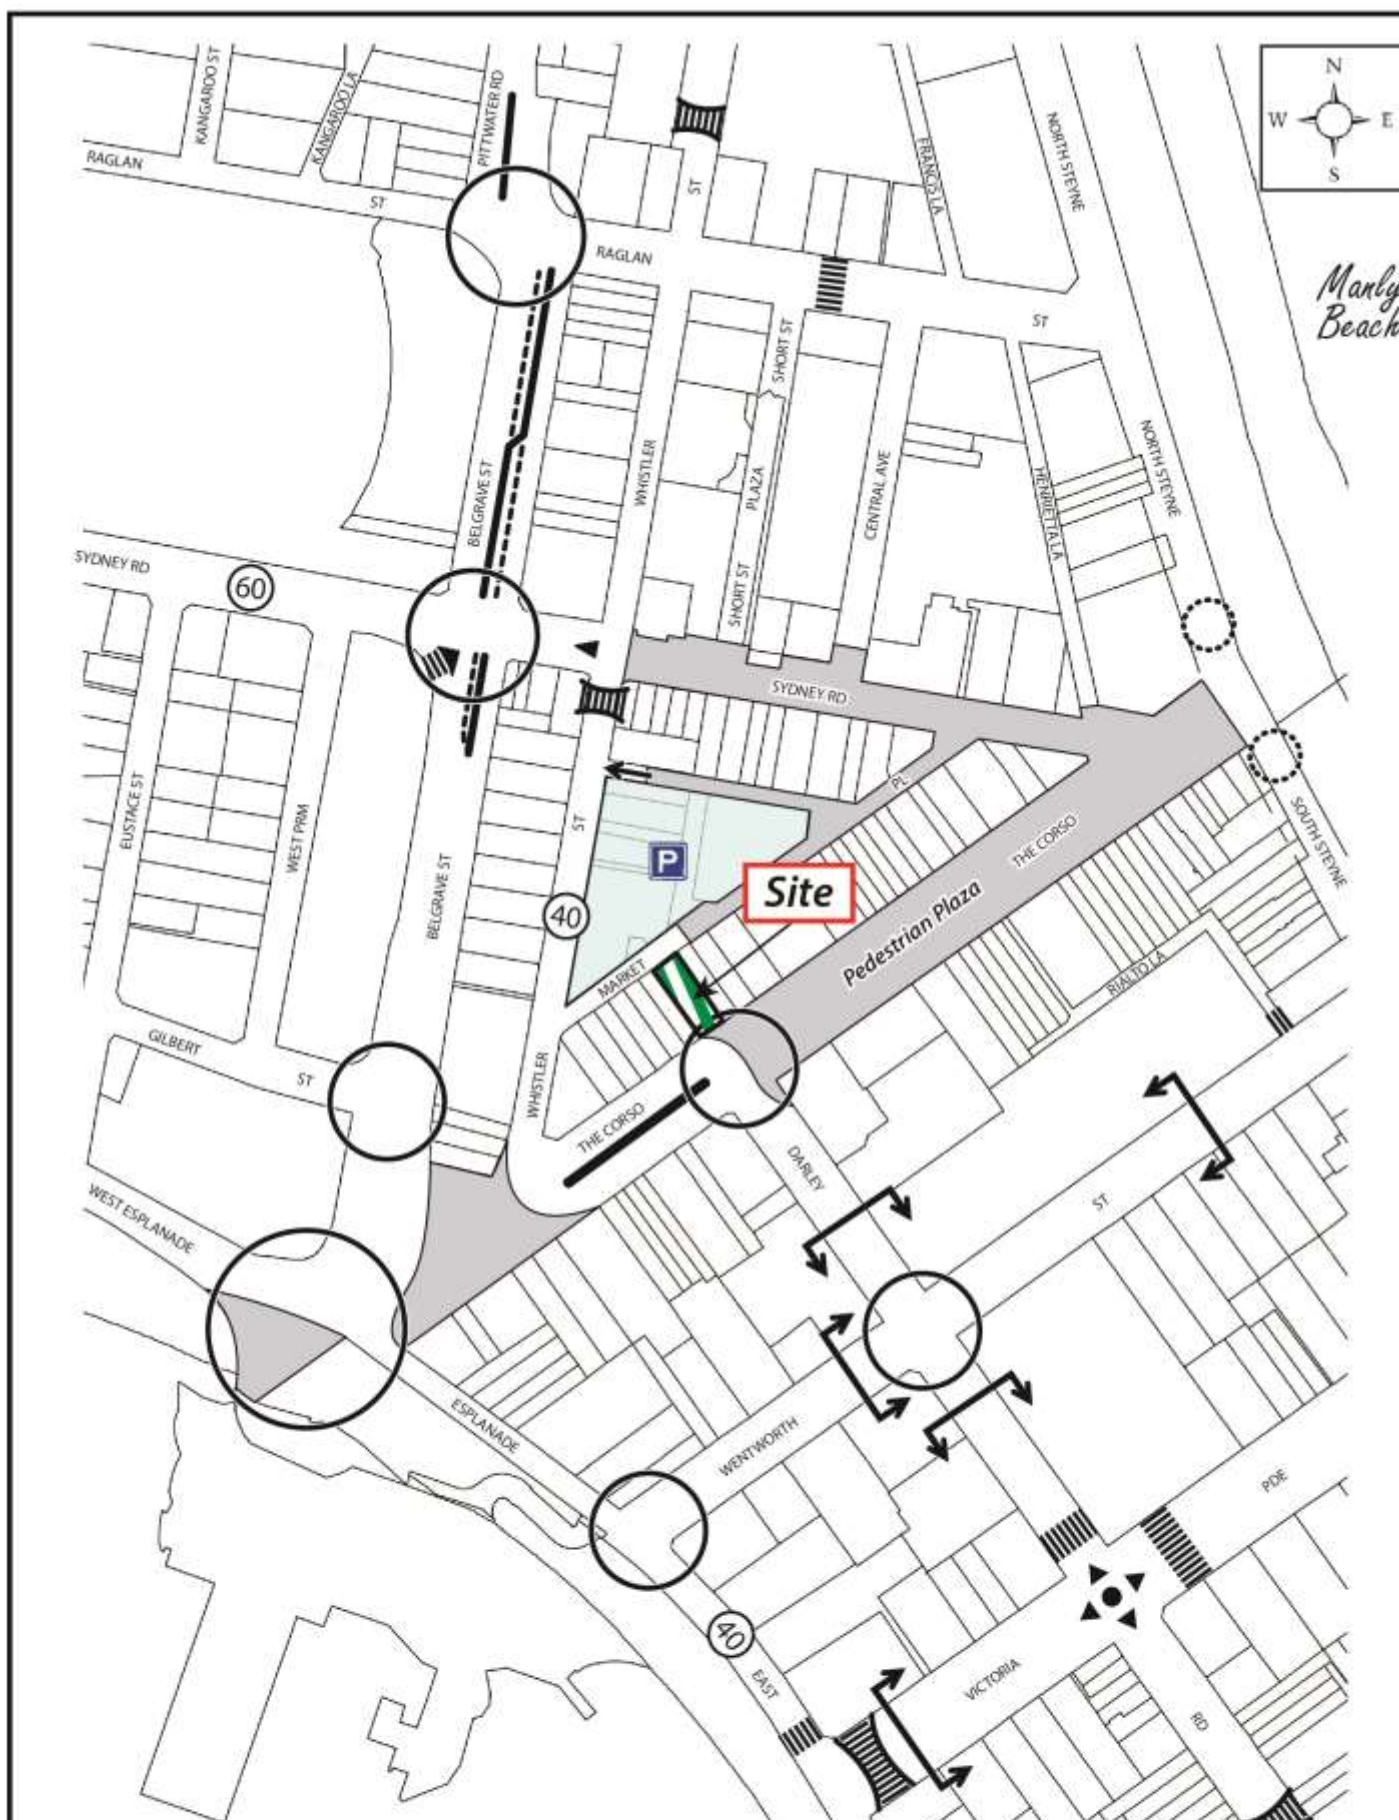 KANGAROO ST
KANGAROO LA
PITTWATER RD
RAGLAN
ST
ST
FRANCIS LA
NORTH STEYNE
N
W
E
S
RAGLAN
ST
Manly
Beach
SHORT ST
WHISTLER
BELGRAVE ST
PLAZA
CENTRAL AVE
HENRIETTA LA
NORTH STEYNE
SYDNEY RD
60
SHORT ST
SYDNEY RD
EUSTACE ST
WEST PRM
BELGRAVE ST
ST
PL
P
Site
THE CORSO
SOUTH STEYNE
40
Pedestrian Plaza
MARKET
RIALTO LA
GILBERT
ST
WHISTLER
THE CORSO
DARLEY
WEST ESPLANADE
ST
ESPLANADE
WENTWORTH
PDE
40
EAST
VICTORIA
RD